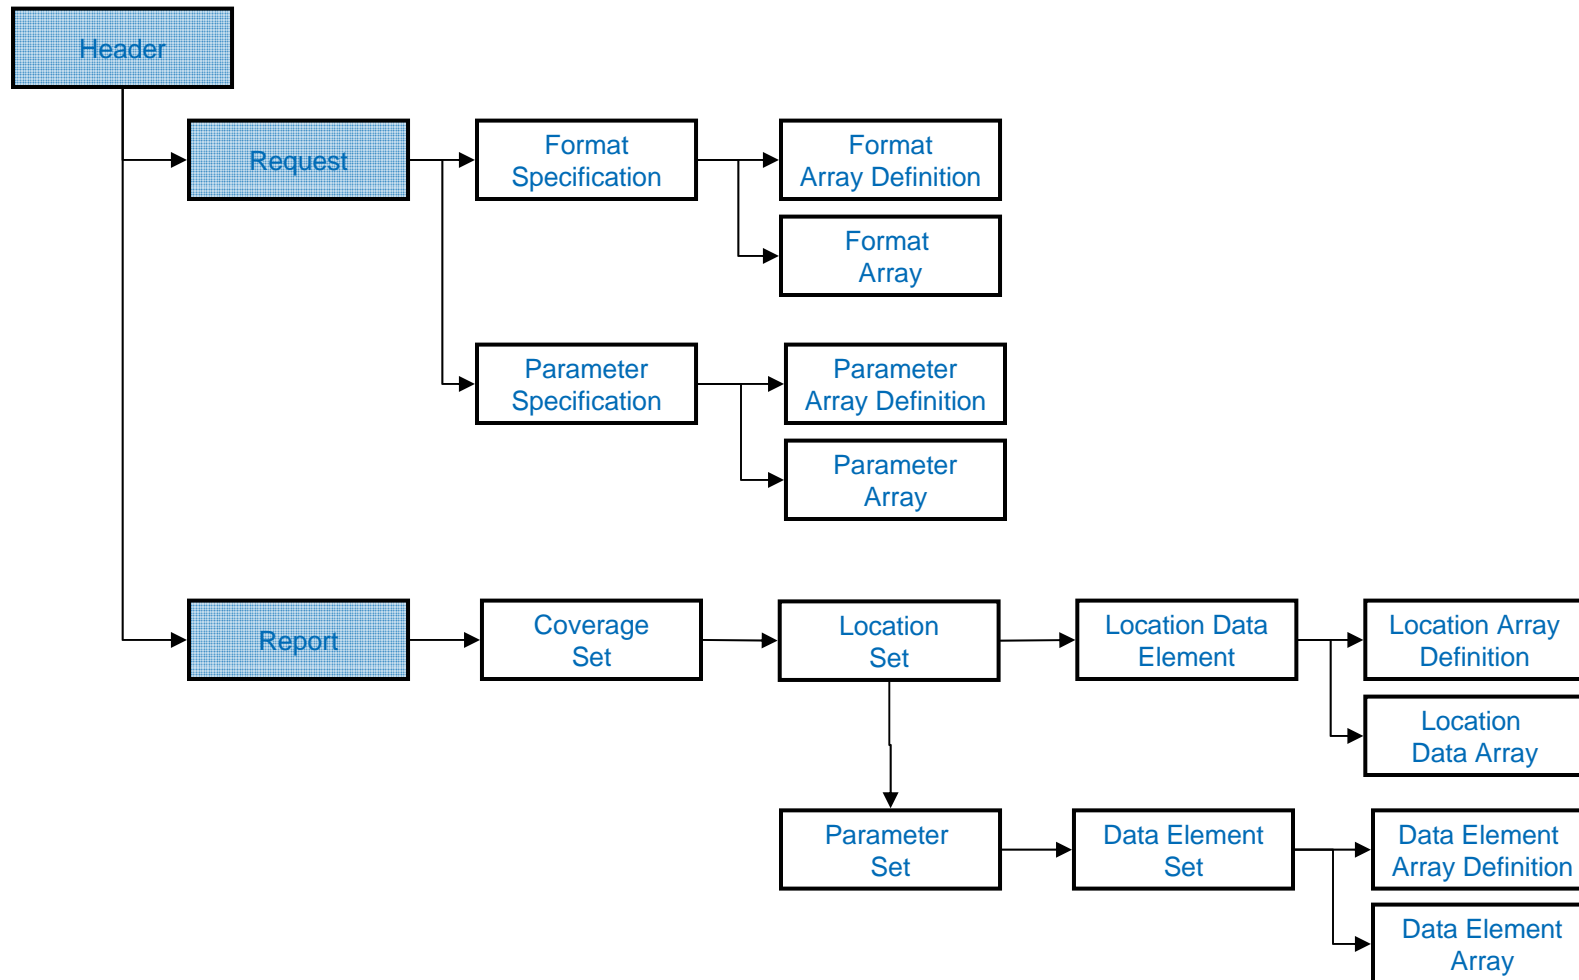 Header
Request
Format
Specification
Format
Array Definition
Format
Array
Parameter
Specification
Parameter
Array Definition
Parameter
Array
Report
Coverage
Set
Location
Set
Location Data
Element
Location Array
Definition
Location
Data Array
Parameter
Set
Data Element
Set
Data Element
Array Definition
Data Element
Array